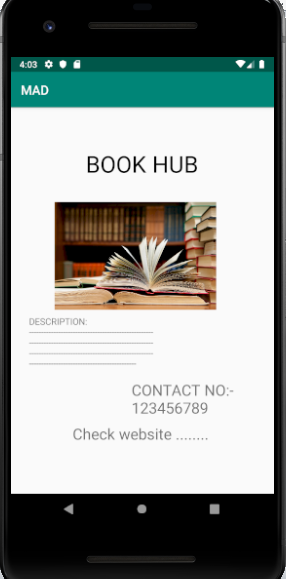 4:03
MAD
BOOK HUB
DESCRIPTION:
CONTACT NO:-
123456789
Check website ........